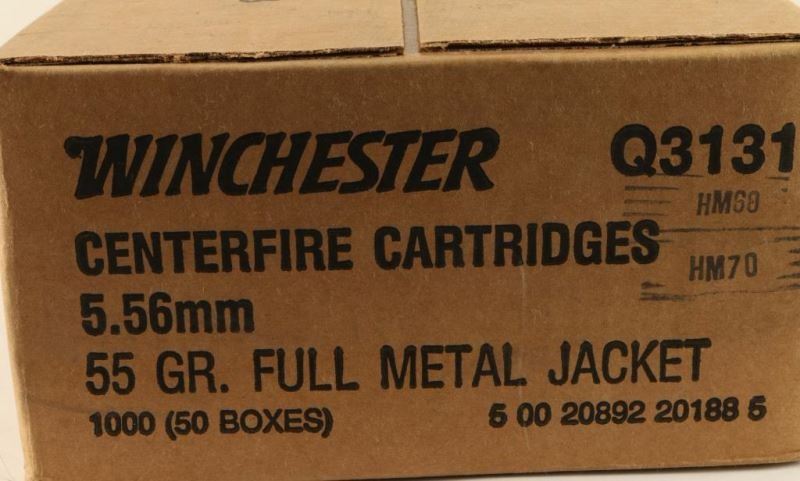 WINCHESTER Q3131
HM60
CENTERFIRE CARTRIDGES
HM70
5.56mm
55 GR. FULL METAL JACKET
1000 (50 BOXES) 5 00 20892 20188 5